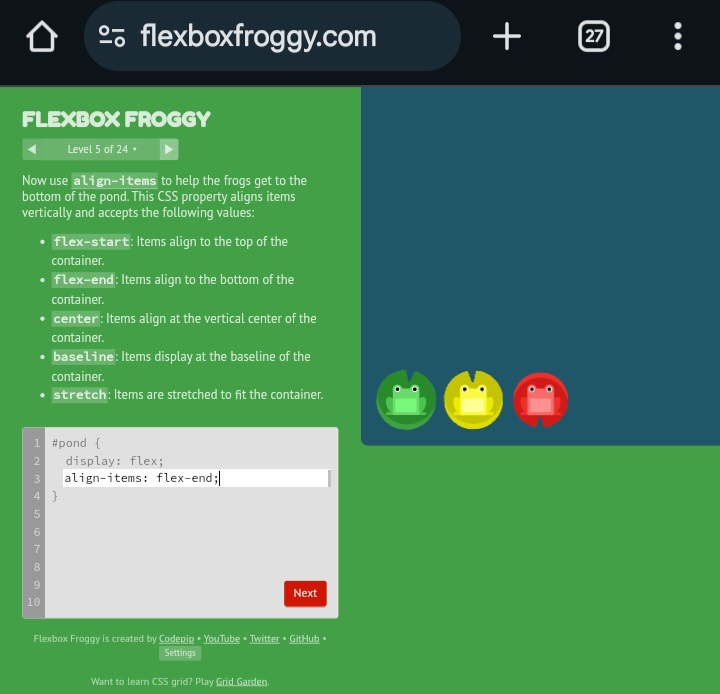 flexboxfroggy.com
27
FLEXBOX FROGGY
Level 5 of 24
Now use align-items to help the frogs get to the
bottom of the pond. This CSS property aligns items
vertically and accepts the following values:
• flex-start: Items align to the top of the
container.
• flex-end: Items align to the bottom of the
container.
• center: Items align at the vertical center of the
container.
• baseline: Items display at the baseline of the
container.
• stretch: Items are stretched to fit the container.
1 #pond {
2 display: flex;
3 align-items: flex-end;
4 }
5
6
7
8
9
10
Next
Flexbox Froggy is created by Codepip • YouTube • Twitter • GitHub •
Settings
Want to learn CSS grid? Play Grid Garden.